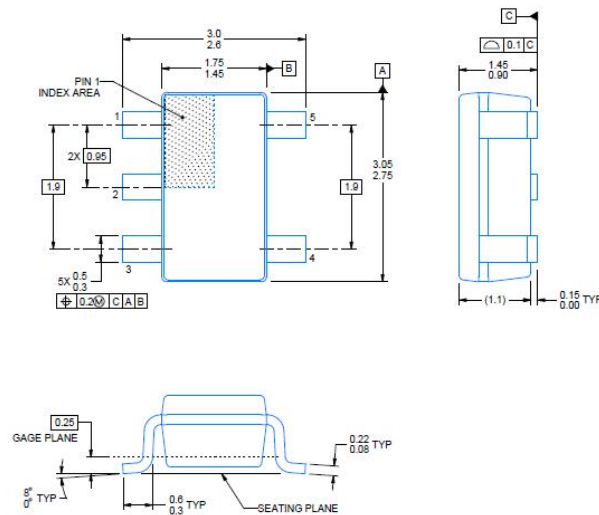 C
⌓ 0.1 C
3.0
2.6
1.75
1.45
B
A
1.45
0.90
PIN 1
INDEX AREA
1
5
2X 0.95
1.9
1.9
3.05
2.75
2
3
4
5X 0.5
0.3
⌖ 0.2Ⓜ C A B
(1.1)
0.15
0.00 TYP
0.25
GAGE PLANE
0.22
0.08 TYP
8°
0° TYP
0.6
0.3 TYP
SEATING PLANE